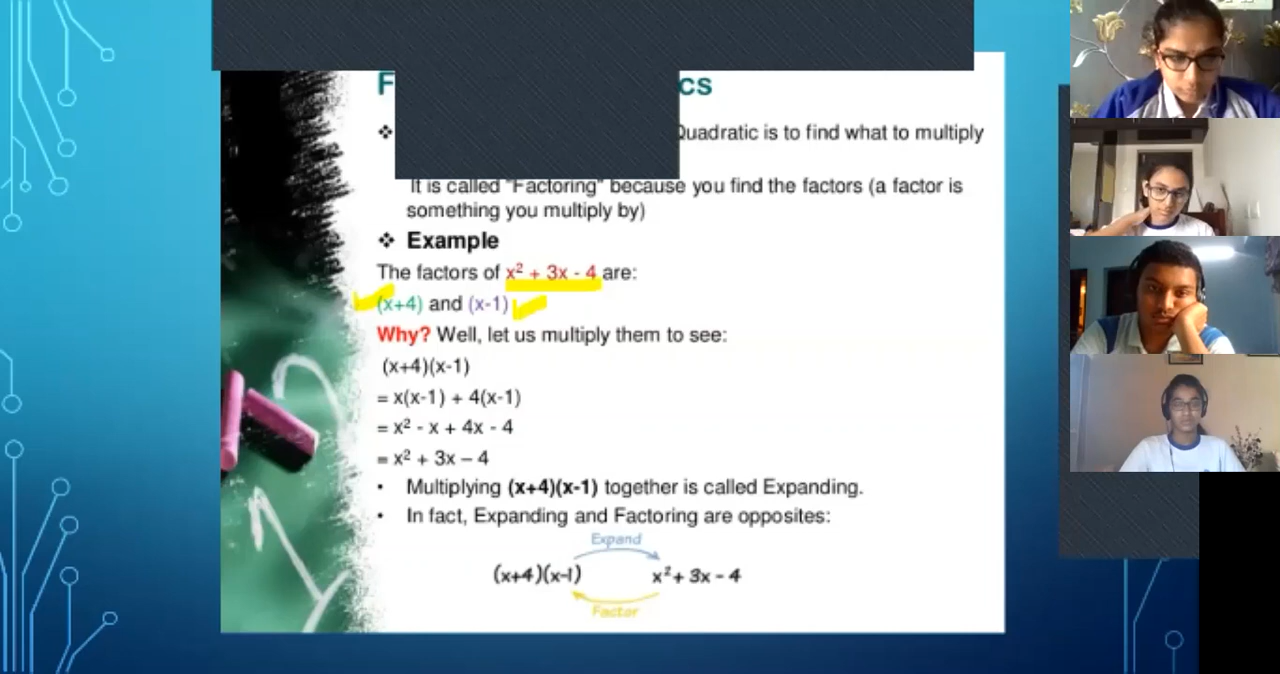 F
cs
❖ Quadratic is to find what to multiply
It is called "Factoring" because you find the factors (a factor is
something you multiply by)
❖ Example
The factors of x² + 3x - 4 are:
(x+4) and (x-1)
Why? Well, let us multiply them to see:
(x+4)(x-1)
= x(x-1) + 4(x-1)
= x² - x + 4x - 4
= x² + 3x – 4
• Multiplying (x+4)(x-1) together is called Expanding.
• In fact, Expanding and Factoring are opposites:
Expand
(x+4)(x-1) x² + 3x - 4
Factor